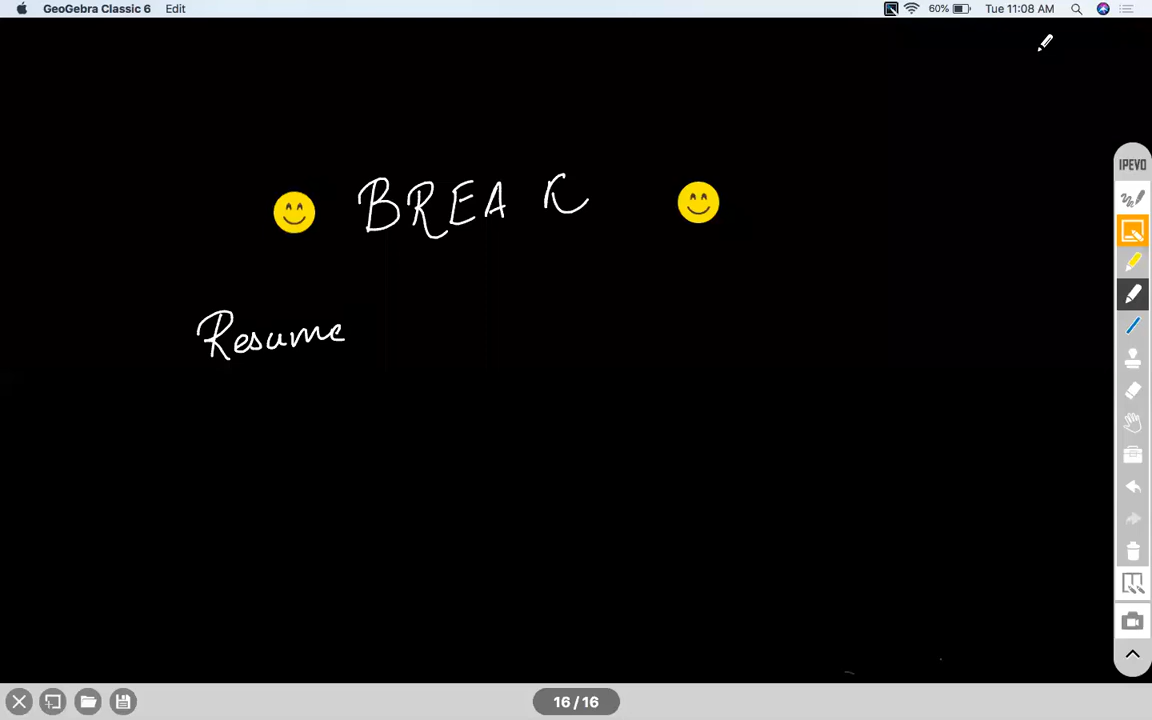 GeoGebra Classic 6 Edit 60% Tue 11:08 AM
IPEVO
BREAK
Resume
16 / 16